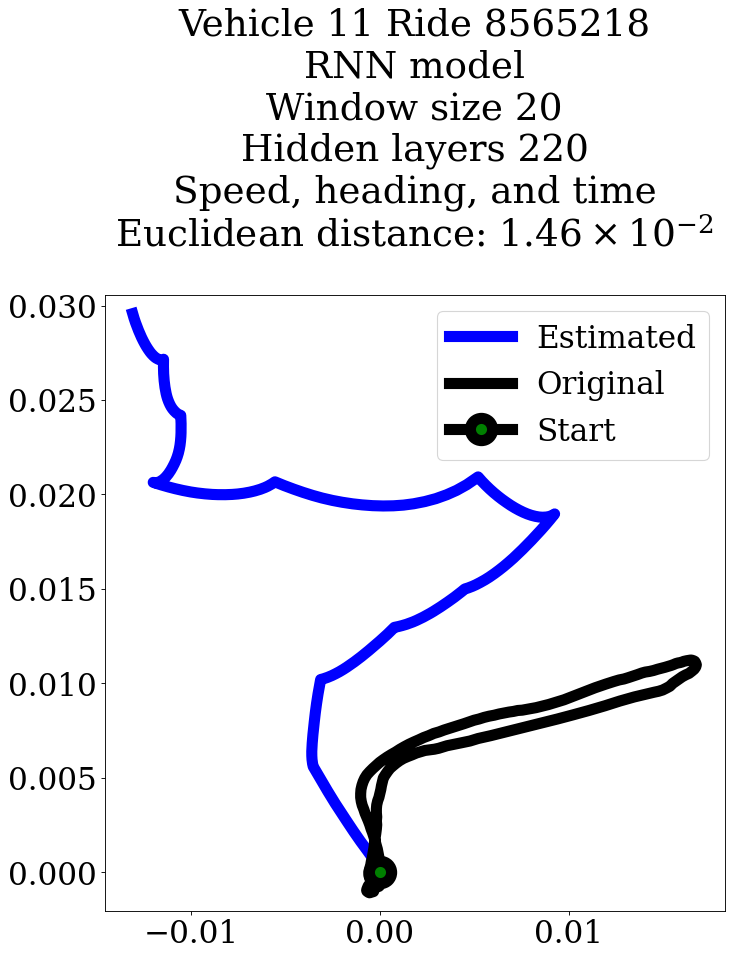 Vehicle 11 Ride 8565218
RNN model
Window size 20
Hidden layers 220
Speed, heading, and time
Euclidean distance: 1.46 × 10⁻²
0.030
0.025
0.020
0.015
0.010
0.005
0.000
Estimated
Original
Start
−0.01
0.00
0.01